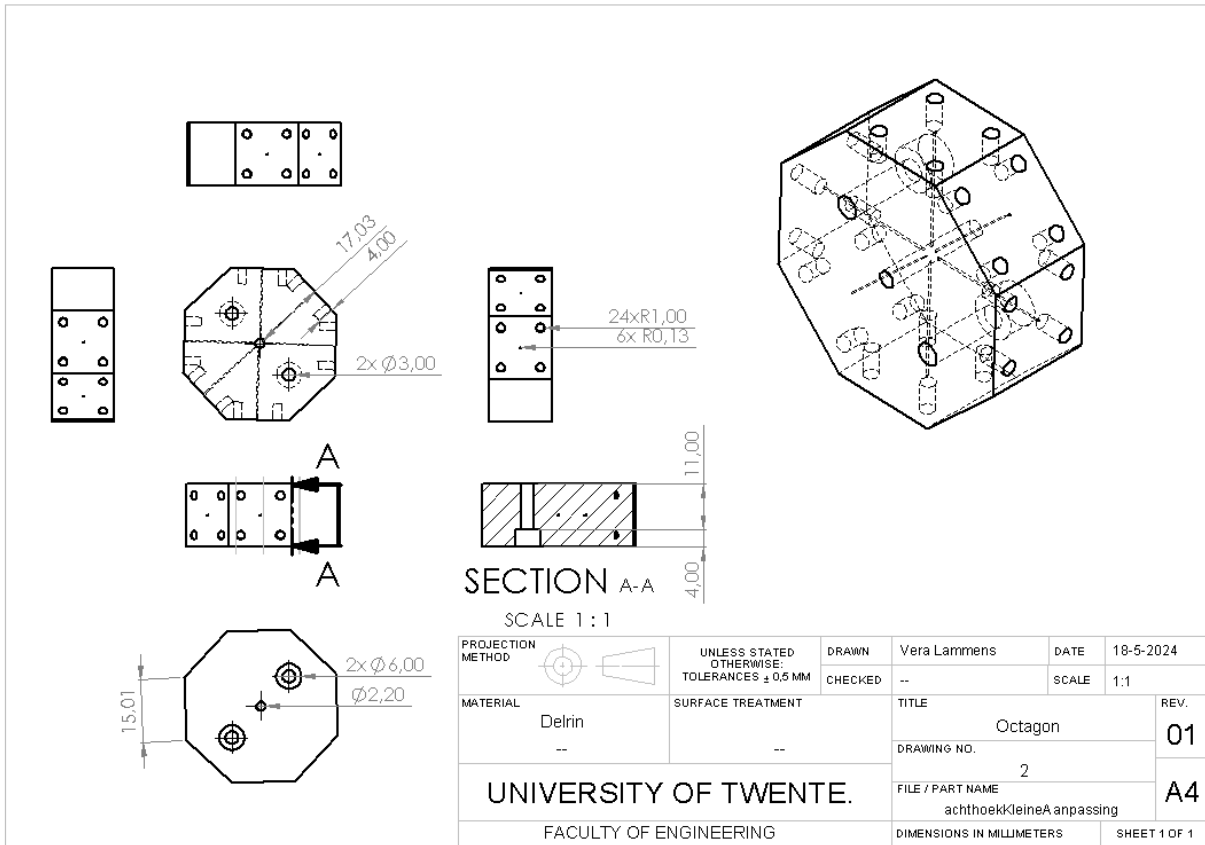 17,03
4,00
24xR1,00
6x R0,13
2x Ø3,00
A
A
11,00
4,00
SECTION A-A
SCALE 1 : 1
2x Ø6,00
Ø2,20
15,01
PROJECTION METHOD
UNLESS STATED
OTHERWISE:
TOLERANCES ± 0,5 MM
DRAWN
Vera Lammens
DATE
18-5-2024
CHECKED
--
SCALE
1:1
MATERIAL
Delrin
--
SURFACE TREATMENT
--
TITLE
Octagon
REV.
01
DRAWING NO.
2
UNIVERSITY OF TWENTE.
FILE / PART NAME
achthoekKleineAanpassing
A4
FACULTY OF ENGINEERING
DIMENSIONS IN MILLIMETERS
SHEET 1 OF 1